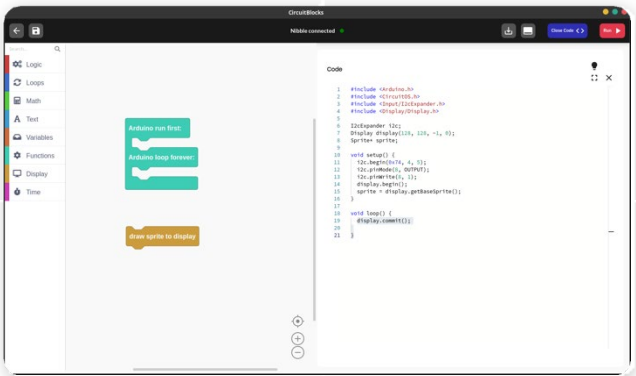 CircuitBlocks
Nibble connected
Close Code < >
Run
Search...
Logic
Loops
Math
Text
Variables
Functions
Display
Time
Arduino run first:
Arduino loop forever:
draw sprite to display
Code
1 #include <Arduino.h>
2 #include <CircuitOS.h>
3 #include <Input/I2cExpander.h>
4 #include <Display/Display.h>
5
6 I2cExpander i2c;
7 Display display(128, 128, -1, 0);
8 Sprite* sprite;
9
10 void setup() {
11 i2c.begin(0x74, 4, 5);
12 i2c.pinMode(8, OUTPUT);
13 i2c.pinWrite(8, 1);
14 display.begin();
15 sprite = display.getBaseSprite();
16 }
17
18 void loop() {
19 display.commit();
20
21 }